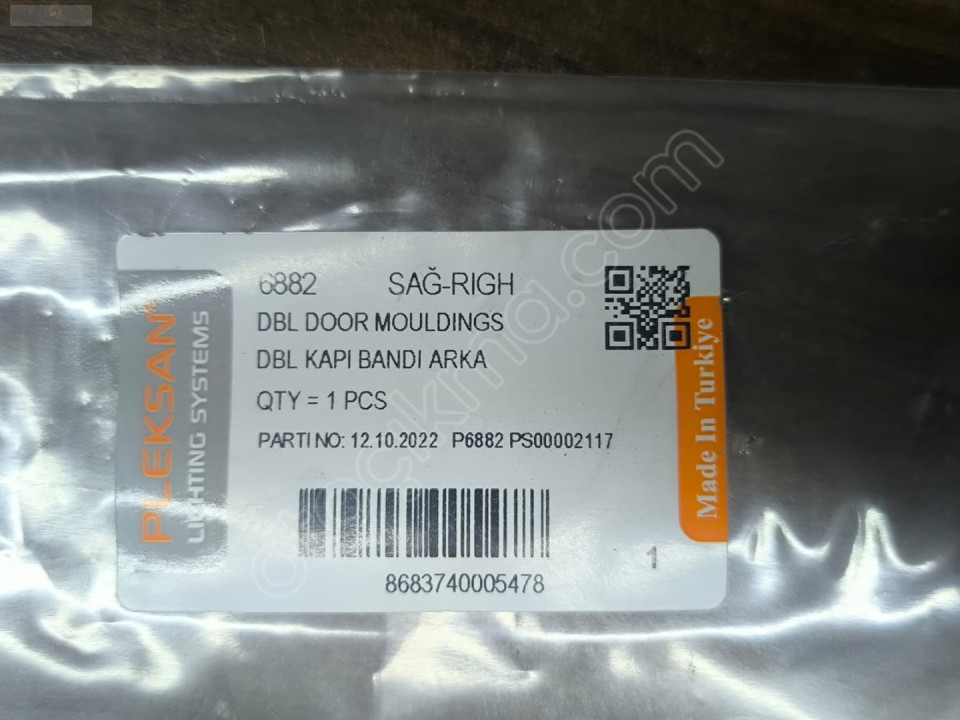 6882 SAĞ-RIGH
DBL DOOR MOULDINGS
DBL KAPI BANDI ARKA
QTY = 1 PCS
PARTI NO: 12.10.2022 P6882 PS00002117
8683740005478
1
PLEKSAN®
LIGHTING SYSTEMS
Made In Turkiye